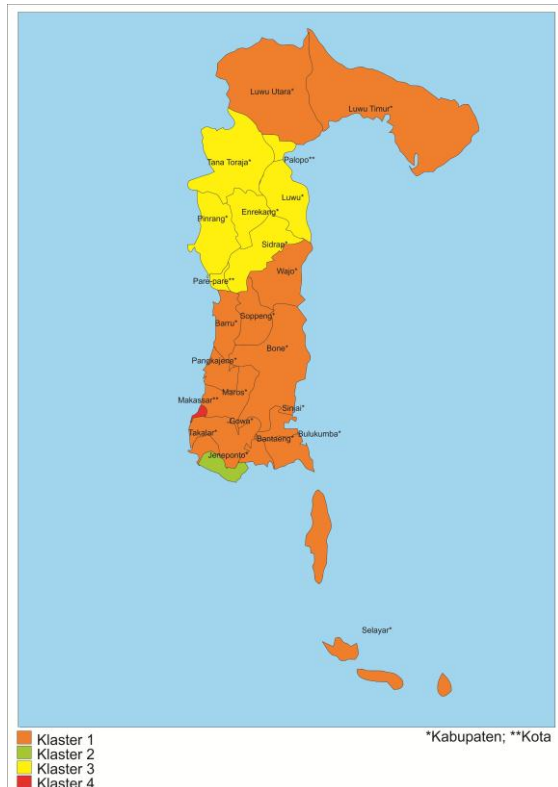 Luwu Utara*
Luwu Timur*
Palopo**
Tana Toraja*
Luwu*
Enrekang*
Pinrang*
Sidrap*
Wajo*
Pare-pare**
Soppeng*
Barru*
Bone*
Pangkajene*
Maros*
Makassar**
Sinjai*
Gowa*
Takalar*
Bantaeng*
Bulukumba*
Jeneponto*
Selayar*
*Kabupaten; **Kota
Klaster 1
Klaster 2
Klaster 3
Klaster 4